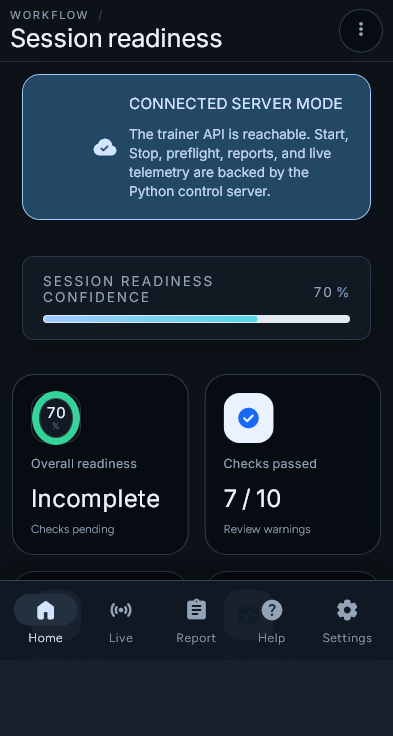 WORKFLOW /
Session readiness
CONNECTED SERVER MODE
The trainer API is reachable. Start,
Stop, preflight, reports, and live
telemetry are backed by the
Python control server.
SESSION READINESS
CONFIDENCE
70 %
70
%
Overall readiness
Incomplete
Checks pending
Checks passed
7 / 10
Review warnings
Home
Live
Report
Help
Settings